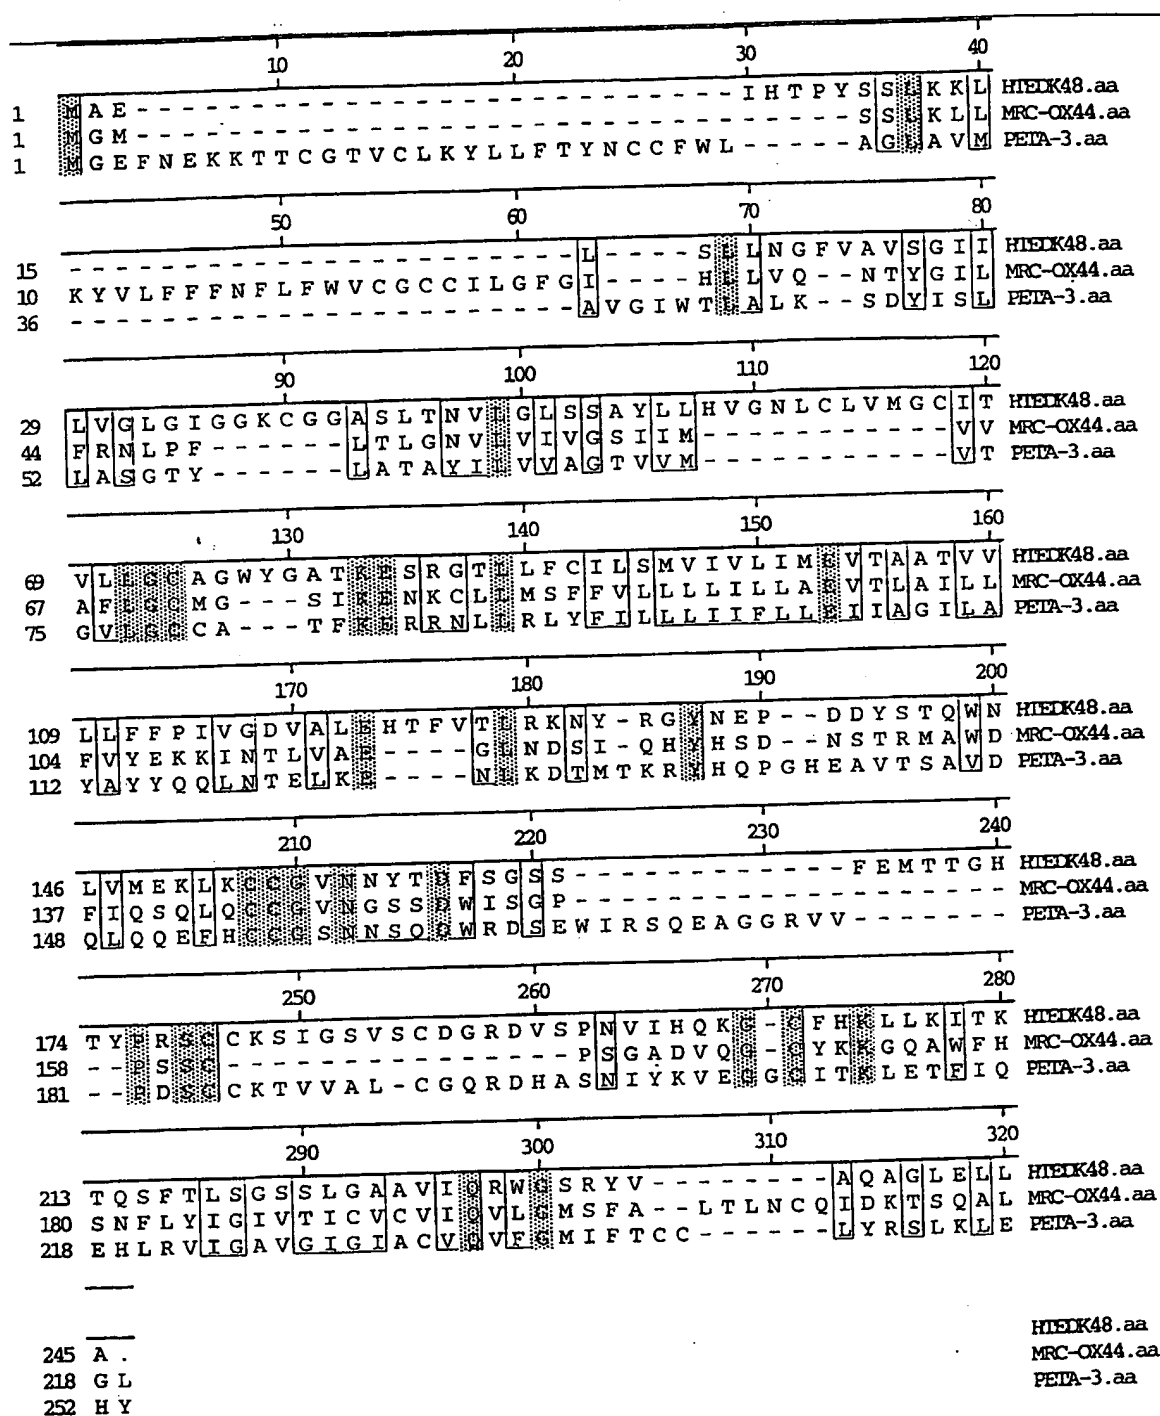 10 20 30 40
1 M A E - - - - - - - - - - - - - - - - - - - - - - - - - - I H T P Y S S L K K L HTEDK48.aa
1 M G M - - - - - - - - - - - - - - - - - - - - - - - - - - - - - - - S S L K L L MRC-OX44.aa
1 M G E F N E K K T T C G T V C L K Y L L F T Y N C C F W L - - - - - A G L A V M PETA-3.aa
50 60 70 80
15 - - - - - - - - - - - - - - - - - - - - - - L - - - - S L L N G F V A V S G I I HTEDK48.aa
10 K Y V L F F F N F L F W V C G C C I L G F G I - - - - H L L V Q - - N T Y G I L MRC-OX44.aa
36 - - - - - - - - - - - - - - - - - - - - - - A V G I W T L A L K - - S D Y I S L PETA-3.aa
90 100 110 120
29 L V G L G I G G K C G G A S L T N V L G L S S A Y L L H V G N L C L V M G C I T HTEDK48.aa
44 F R N L P F - - - - - - L T L G N V L V I V G S I I M - - - - - - - - - - - V V MRC-OX44.aa
52 L A S G T Y - - - - - - L A T A Y I L V V A G T V V M - - - - - - - - - - - V T PETA-3.aa
130 140 150 160
69 V L L G C A G W Y G A T K E S R G T L L F C I L S M V I V L I M E V T A A T V V HTEDK48.aa
67 A F L G C M G - - - S I K E N K C L L M S F F V L L L L I L L A E V T L A I L L MRC-OX44.aa
75 G V L G C C A - - - T F K E R R N L L R L Y F I L L L I I F L L E I I A G I L A PETA-3.aa
170 180 190 200
109 L L F F P I V G D V A L E H T F V T L R K N Y - R G Y N E P - - D D Y S T Q W N HTEDK48.aa
104 F V Y E K K I N T L V A E - - - - G L N D S I - Q H Y H S D - - N S T R M A W D MRC-OX44.aa
112 Y A Y Y Q Q L N T E L K E - - - - N L K D T M T K R Y H Q P G H E A V T S A V D PETA-3.aa
210 220 230 240
146 L V M E K L K C C G V N N Y T D F S G S S - - - - - - - - - - - - F E M T T G H HTEDK48.aa
137 F I Q S Q L Q C C G V N G S S D W I S G P - - - - - - - - - - - - - - - - - - - MRC-OX44.aa
148 Q L Q Q E F H C C G S N N S Q D W R D S E W I R S Q E A G G R V V - - - - - - - PETA-3.aa
250 260 270 280
174 T Y P R S C C K S I G S V S C D G R D V S P N V I H Q K G - C F H K L L K I T K HTEDK48.aa
158 - - P S S C - - - - - - - - - - - - - - - P S G A D V Q G - C Y K K G Q A W F H MRC-OX44.aa
181 - - P D S C C K T V V A L - C G Q R D H A S N I Y K V E G G C I T K L E T F I Q PETA-3.aa
290 300 310 320
213 T Q S F T L S G S S L G A A V I Q R W G S R Y V - - - - - - - - A Q A G L E L L HTEDK48.aa
180 S N F L Y I G I V T I C V C V I Q V L G M S F A - - L T L N C Q I D K T S Q A L MRC-OX44.aa
218 E H L R V I G A V G I G I A C V Q V F G M I F T C C - - - - - - L Y R S L K L E PETA-3.aa
245 A . HTEDK48.aa
218 G L MRC-OX44.aa
252 H Y PETA-3.aa